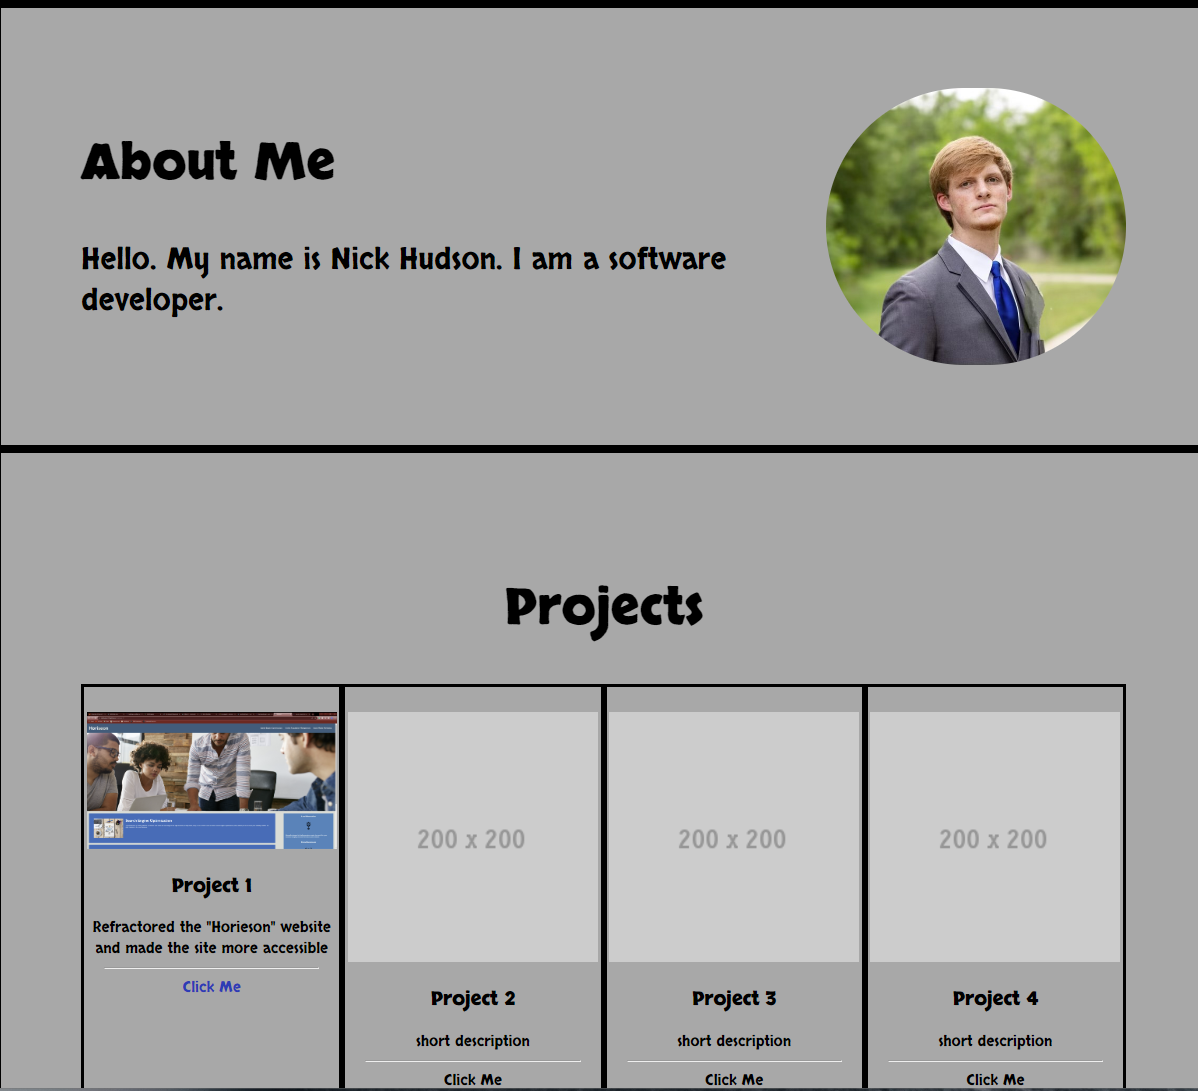 About Me
Hello. My name is Nick Hudson. I am a software
developer.
Projects
Horieson
200 x 200
200 x 200
200 x 200
Project 1
Refractored the "Horieson" website
and made the site more accessible
Click Me
Project 2
short description
Click Me
Project 3
short description
Click Me
Project 4
short description
Click Me